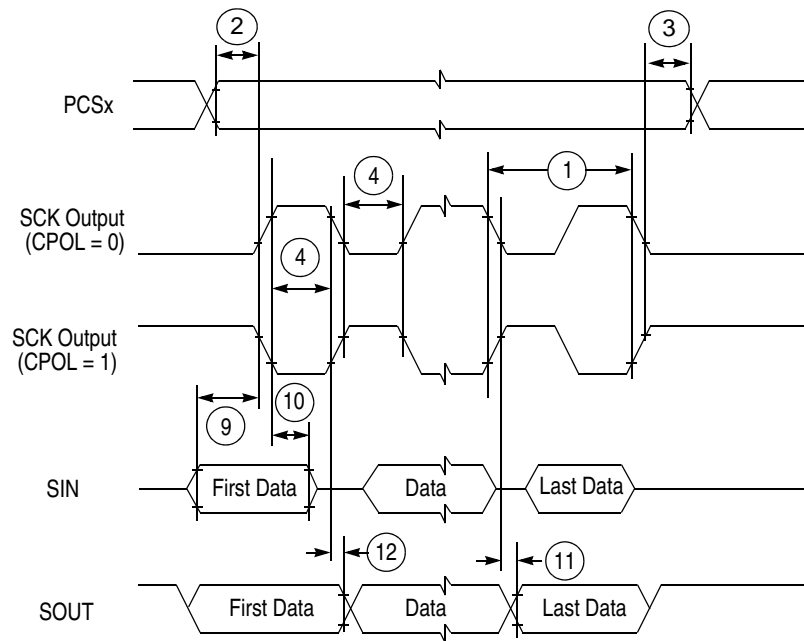 2
3
PCSx
4
1
SCK Output
(CPOL = 0)
4
SCK Output
(CPOL = 1)
9
10
SIN
First Data
Data
Last Data
12
11
SOUT
First Data
Data
Last Data